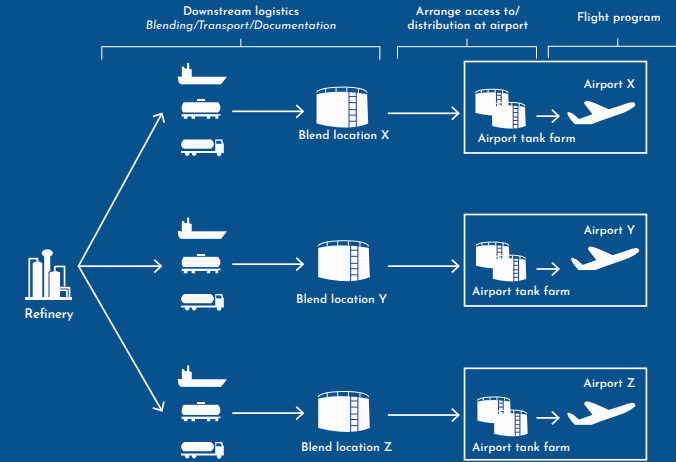 Downstream logistics
Blending/Transport/Documentation
Arrange access to/
distribution at airport
Flight program
Airport X
Blend location X
Airport tank farm
Airport Y
Blend location Y
Airport tank farm
Refinery
Airport Z
Blend location Z
Airport tank farm